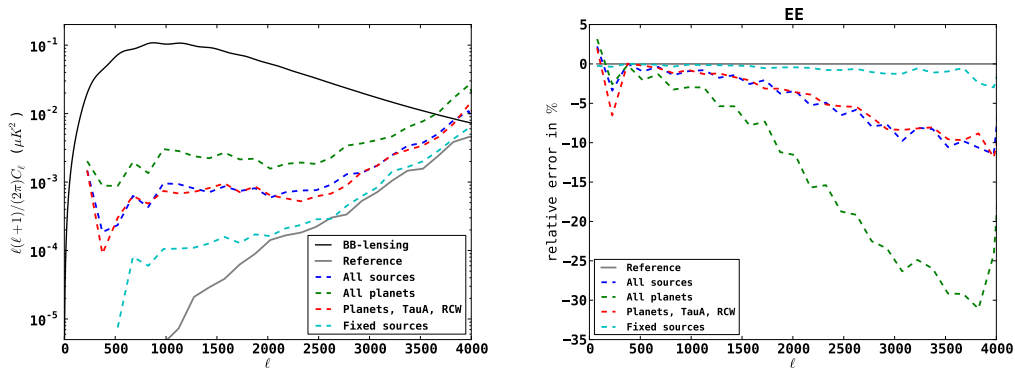 EE
ℓ(ℓ+1)/(2π)C_ℓ (μK²)
10⁻¹
10⁻²
10⁻³
10⁻⁴
10⁻⁵
BB-lensing
Reference
All sources
All planets
Planets, TauA, RCW
Fixed sources
0 500 1000 1500 2000 2500 3000 3500 4000
ℓ
relative error in %
5
0
−5
−10
−15
−20
−25
−30
−35
Reference
All sources
All planets
Planets, TauA, RCW
Fixed sources
0 500 1000 1500 2000 2500 3000 3500 4000
ℓ